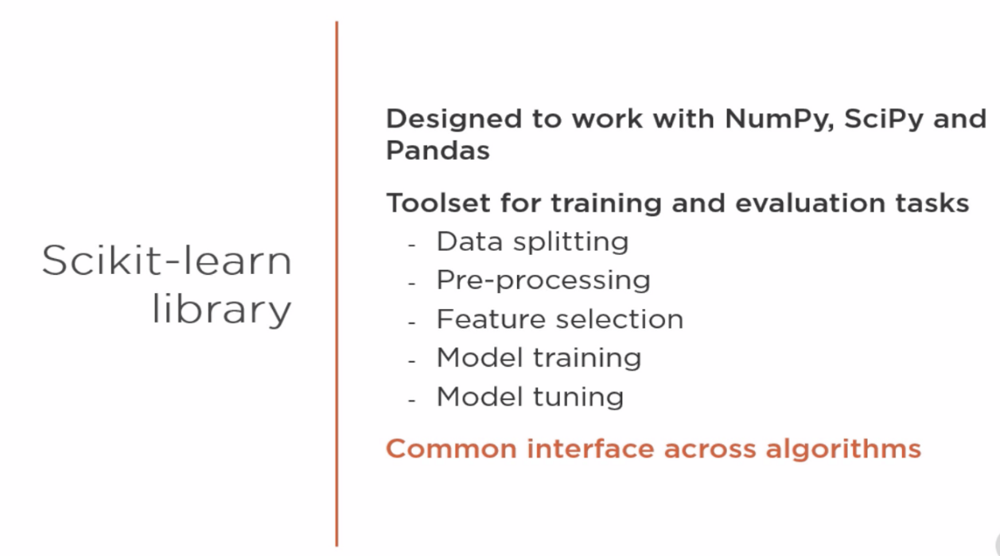 Scikit-learn
library
Designed to work with NumPy, SciPy and
Pandas
Toolset for training and evaluation tasks
- Data splitting
- Pre-processing
- Feature selection
- Model training
- Model tuning
Common interface across algorithms